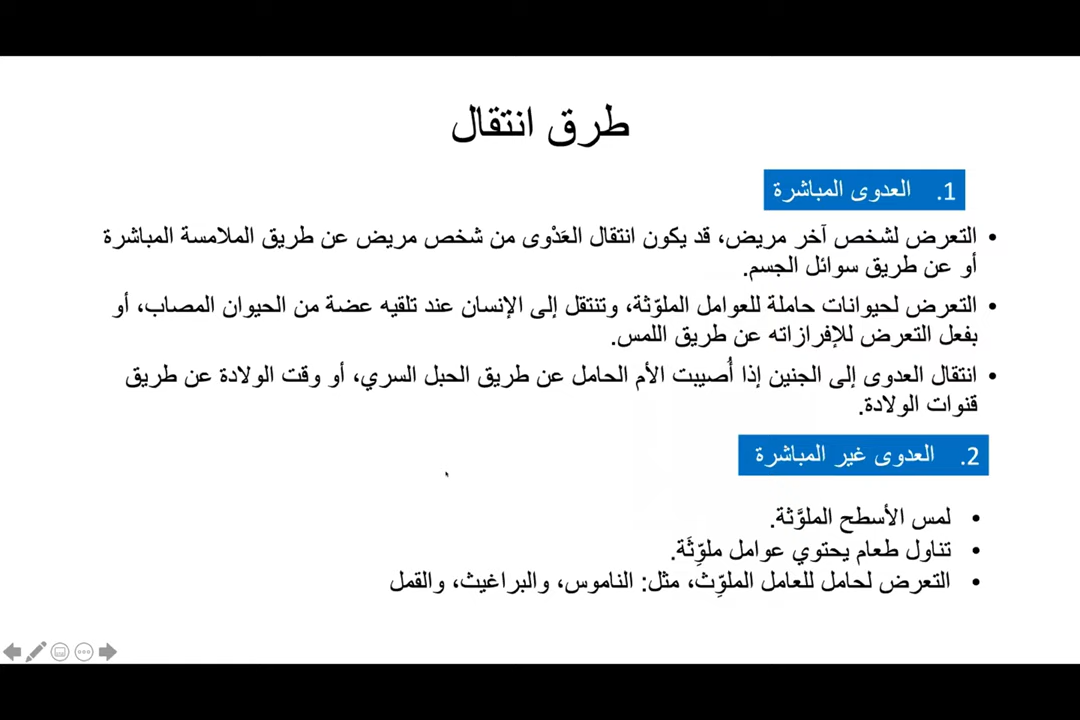 طرق انتقال
1. العدوى المباشرة
• التعرض لشخص آخر مريض، قد يكون انتقال العَدْوى من شخص مريض عن طريق الملامسة المباشرة
أو عن طريق سوائل الجسم.
• التعرض لحيوانات حاملة للعوامل الملوّثة، وتنتقل إلى الإنسان عند تلقيه عضة من الحيوان المصاب، أو
بفعل التعرض للإفرازاته عن طريق اللمس.
• انتقال العدوى إلى الجنين إذا أُصيبت الأم الحامل عن طريق الحبل السري، أو وقت الولادة عن طريق
قنوات الولادة.
2. العدوى غير المباشرة
• لمس الأسطح الملوَّثة.
• تناول طعام يحتوي عوامل ملوِّثَة.
• التعرض لحامل للعامل الملوِّث، مثل: الناموس، والبراغيث، والقمل